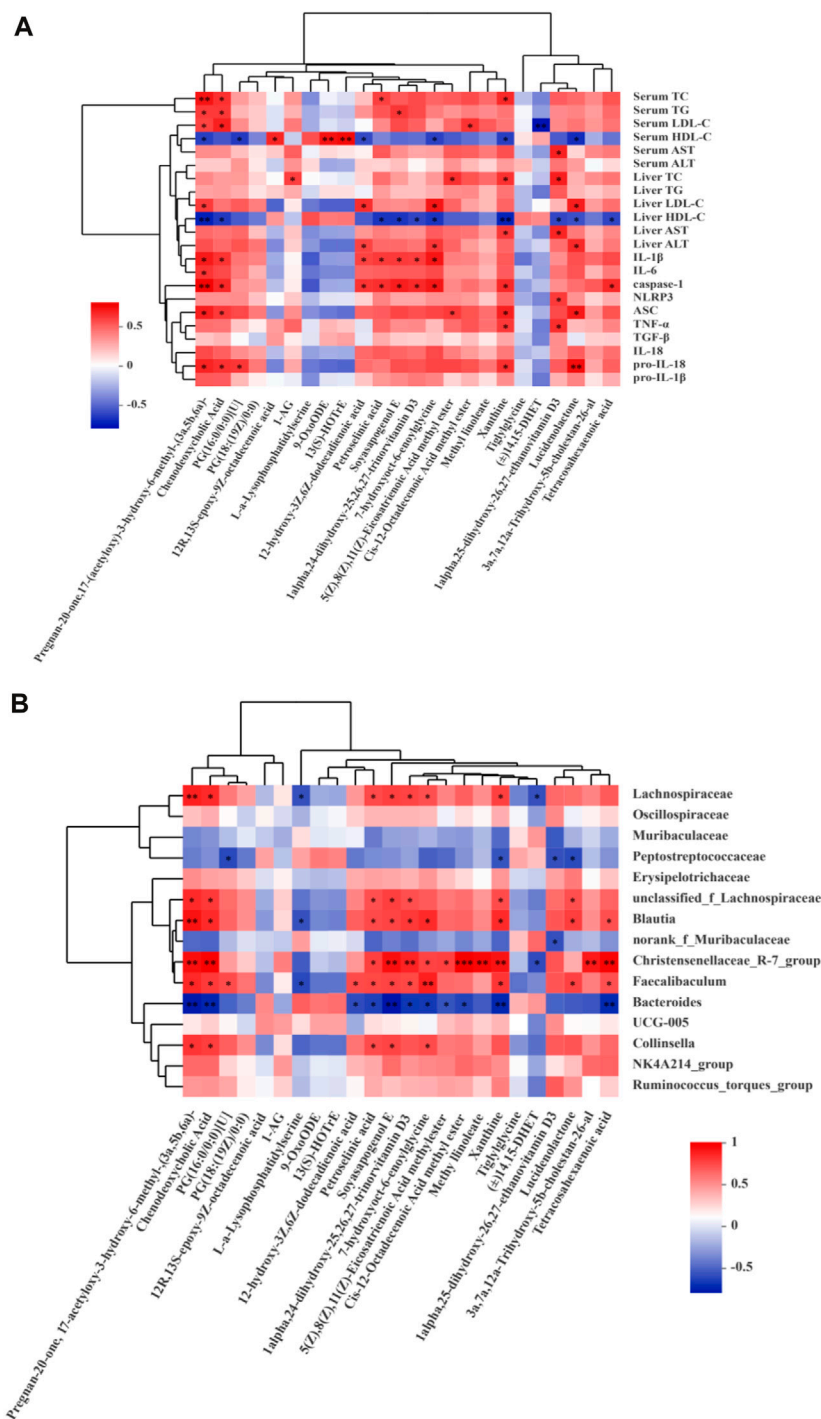 A
Serum TC
Serum TG
Serum LDL-C
Serum HDL-C
Serum AST
Serum ALT
Liver TC
Liver TG
Liver LDL-C
Liver HDL-C
Liver AST
Liver ALT
IL-1β
IL-6
caspase-1
NLRP3
ASC
TNF-α
TGF-β
IL-18
pro-IL-18
pro-IL-1β
0.5
0
-0.5
Pregnan-20-one,17-(acetyloxy)-3-hydroxy-6-methyl-,(3a,5b,6a)-
Chenodeoxycholic Acid
PG(16:0/0:0)[U]
PG(18:(19Z)/0:0)
12R,13S-epoxy-9Z-octadecenoic acid
1-AG
L-a-Lysophosphatidylserine
9-OxoODE
13(S)-HOTrE
12-hydroxy-3Z,6Z-dodecadienoic acid
Petroselinic acid
Soyasapogenol E
1alpha,24-dihydroxy-25,26,27-trinorvitamin D3
7-hydroxyoct-6-enoylglycine
5(Z),8(Z),11(Z)-Eicosatrienoic Acid methyl ester
Cis-12-Octadecenoic Acid methyl ester
Methyl linoleate
Xanthine
Tiglylglycine
(±)14,15-DHET
1alpha,25-dihydroxy-26,27-ethanovitamin D3
Lucidenolactone
3a,7a,12a-Trihydroxy-5b-cholestan-26-al
Tetracosahexaenoic acid
B
Lachnospiraceae
Oscillospiraceae
Muribaculaceae
Peptostreptococcaceae
Erysipelotrichaceae
unclassified_f_Lachnospiraceae
Blautia
norank_f_Muribaculaceae
Christensenellaceae_R-7_group
Faecalibaculum
Bacteroides
UCG-005
Collinsella
NK4A214_group
Ruminococcus_torques_group
Pregnan-20-one, 17-acetyloxy-3-hydroxy-6-methyl-,(3a,5b,6a)-
Chenodeoxycholic Acid
PG(16:0/0:0)[U]
PG(18:(19Z)/0:0)
12R,13S-epoxy-9Z-octadecenoic acid
1-AG
L-a-Lysophosphatidylserine
9-OxoODE
13(S)-HOTrE
12-hydroxy-3Z,6Z-dodecadienoic acid
Petroselinic acid
Soyasapogenol E
1alpha,24-dihydroxy-25,26,27-trinorvitamin D3
7-hydroxyoct-6-enoylglycine
5(Z),8(Z),11(Z)-Eicosatrienoic Acid methylester
Cis-12-Octadecenoic Acid methyl ester
Methy llinoleate
Xanthine
Tiglylglycine
(±)14,15-DHET
1alpha,25-dihydroxy-26,27-ethanovitamin D3
Lucidenolactone
3a,7a,12a-Trihydroxy-5b-cholestan-26-al
Tetracosahexaenoic acid
1
0.5
0
-0.5